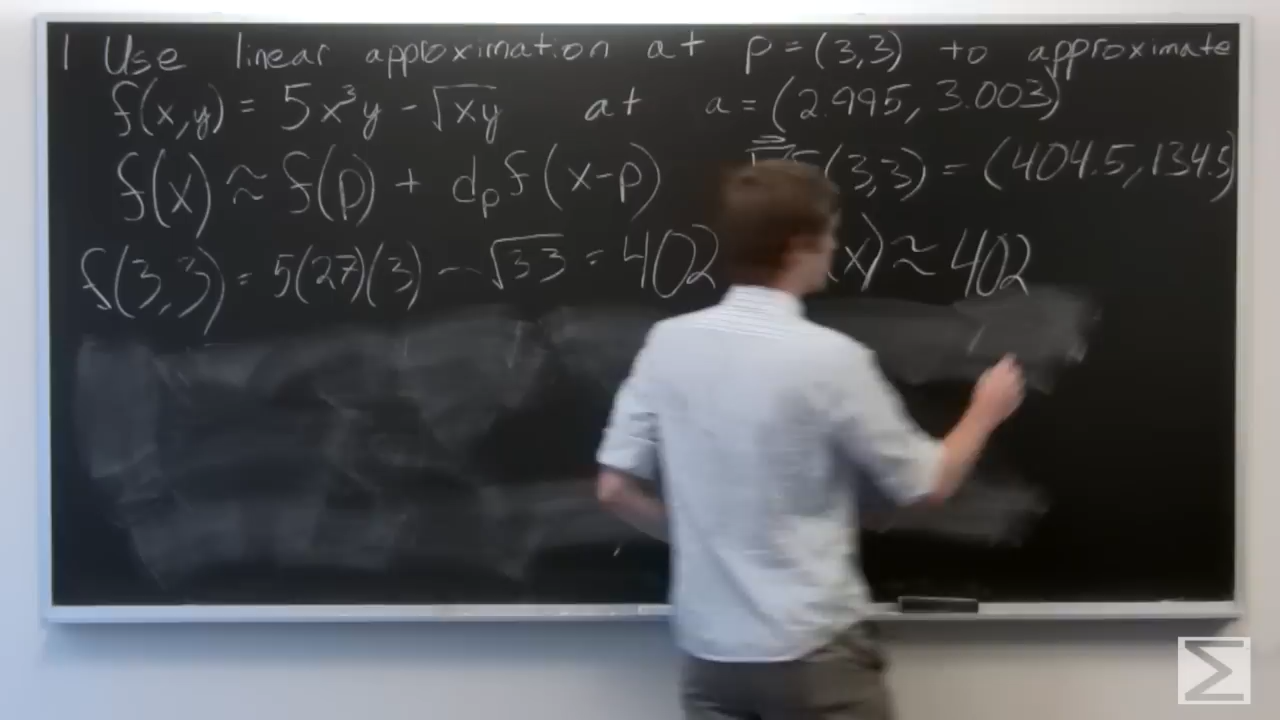 1 Use linear approximation at p = (3,3) to approximate
f(x,y) = 5x³y - √xy at a = (2.995, 3.003)
f(x) ≈ f(p) + dₚf(x-p) (3,3) = (404.5, 134.5)
f(3,3) = 5(27)(3) - √33 = 402 x) ≈ 402
Σ